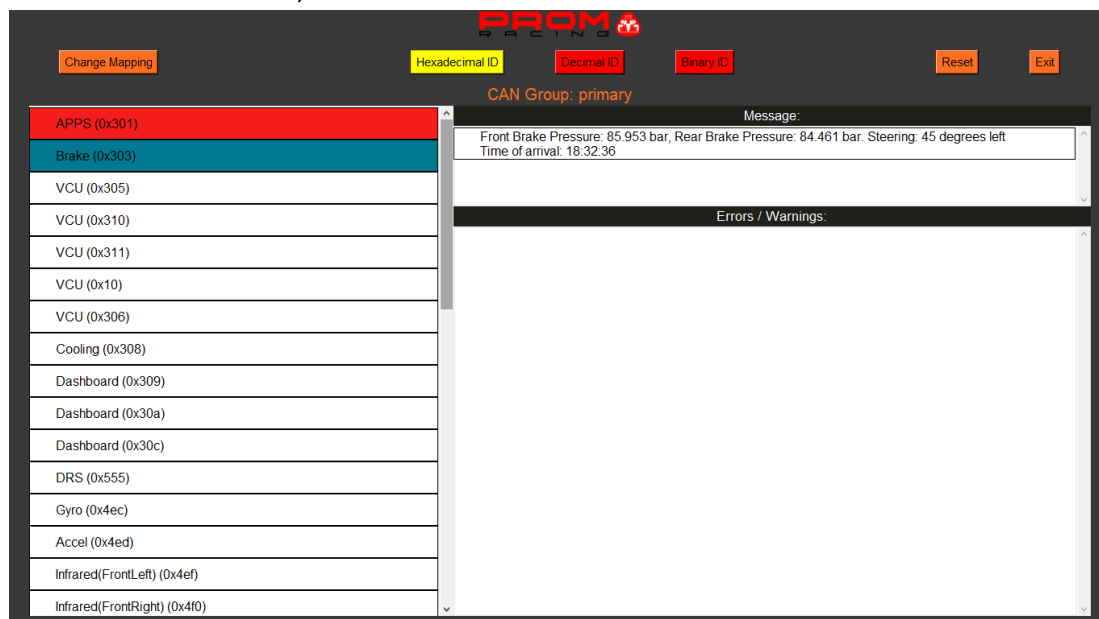 PROM
RACING
Change Mapping
Hexadecimal ID
Decimal ID
Binary ID
Reset
Exit
CAN Group: primary
APPS (0x301)
Brake (0x303)
VCU (0x305)
VCU (0x310)
VCU (0x311)
VCU (0x10)
VCU (0x306)
Cooling (0x308)
Dashboard (0x309)
Dashboard (0x30a)
Dashboard (0x30c)
DRS (0x555)
Gyro (0x4ec)
Accel (0x4ed)
Infrared(FrontLeft) (0x4ef)
Infrared(FrontRight) (0x4f0)
Message:
Front Brake Pressure: 85.953 bar, Rear Brake Pressure: 84.461 bar. Steering: 45 degrees left
Time of arrival: 18:32:36
Errors / Warnings: